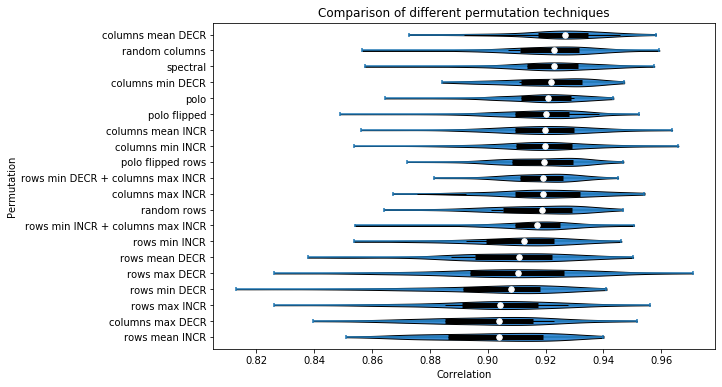 Comparison of different permutation techniques
columns mean DECR
random columns
spectral
columns min DECR
polo
polo flipped
columns mean INCR
columns min INCR
polo flipped rows
rows min DECR + columns max INCR
columns max INCR
random rows
rows min INCR + columns max INCR
rows min INCR
rows mean DECR
rows max DECR
rows min DECR
rows max INCR
columns max DECR
rows mean INCR
Permutation
0.82 0.84 0.86 0.88 0.90 0.92 0.94 0.96
Correlation